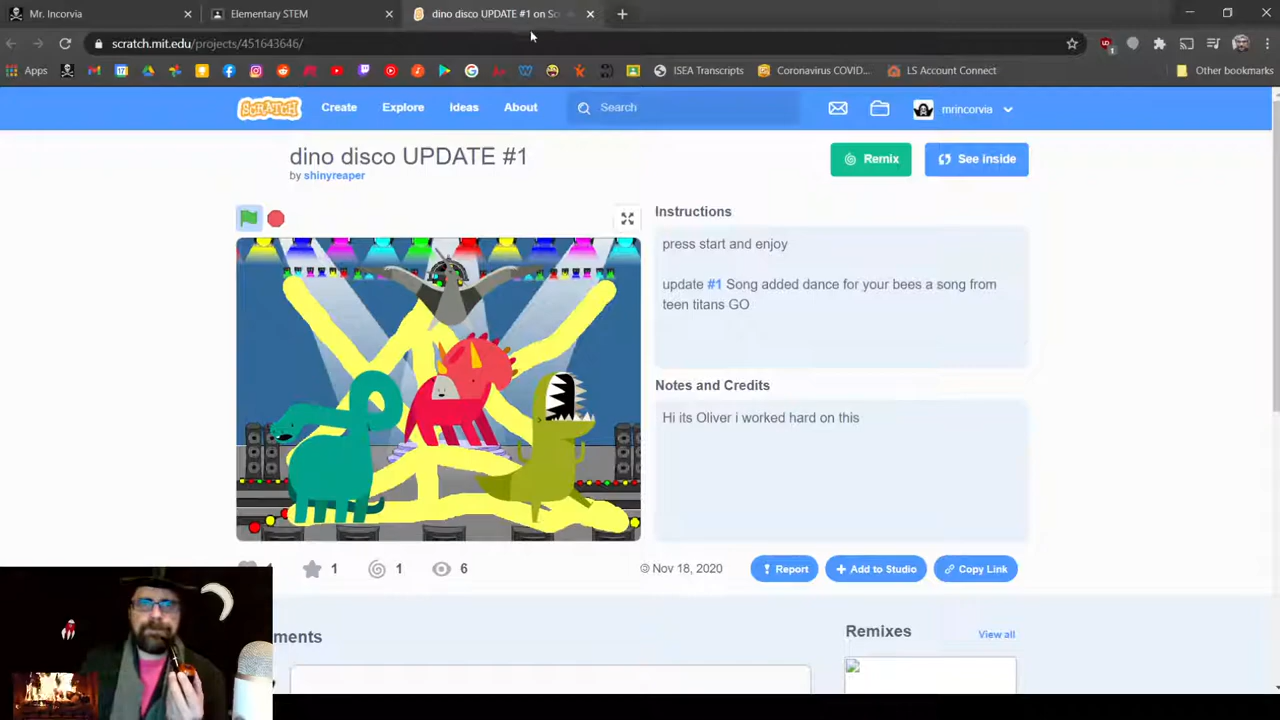 Mr. Incorvia
Elementary STEM
dino disco UPDATE #1 on Sc
scratch.mit.edu/projects/451643646/
Apps
ISEA Transcripts
Coronavirus COVID...
LS Account Connect
Other bookmarks
SCRATCH
Create
Explore
Ideas
About
Search
mrincorvia
dino disco UPDATE #1
by shinyreaper
Remix
See inside
Instructions
press start and enjoy
update #1 Song added dance for your bees a song from
teen titans GO
Notes and Credits
Hi its Oliver i worked hard on this
1
1
6
© Nov 18, 2020
Report
Add to Studio
Copy Link
ments
Remixes
View all